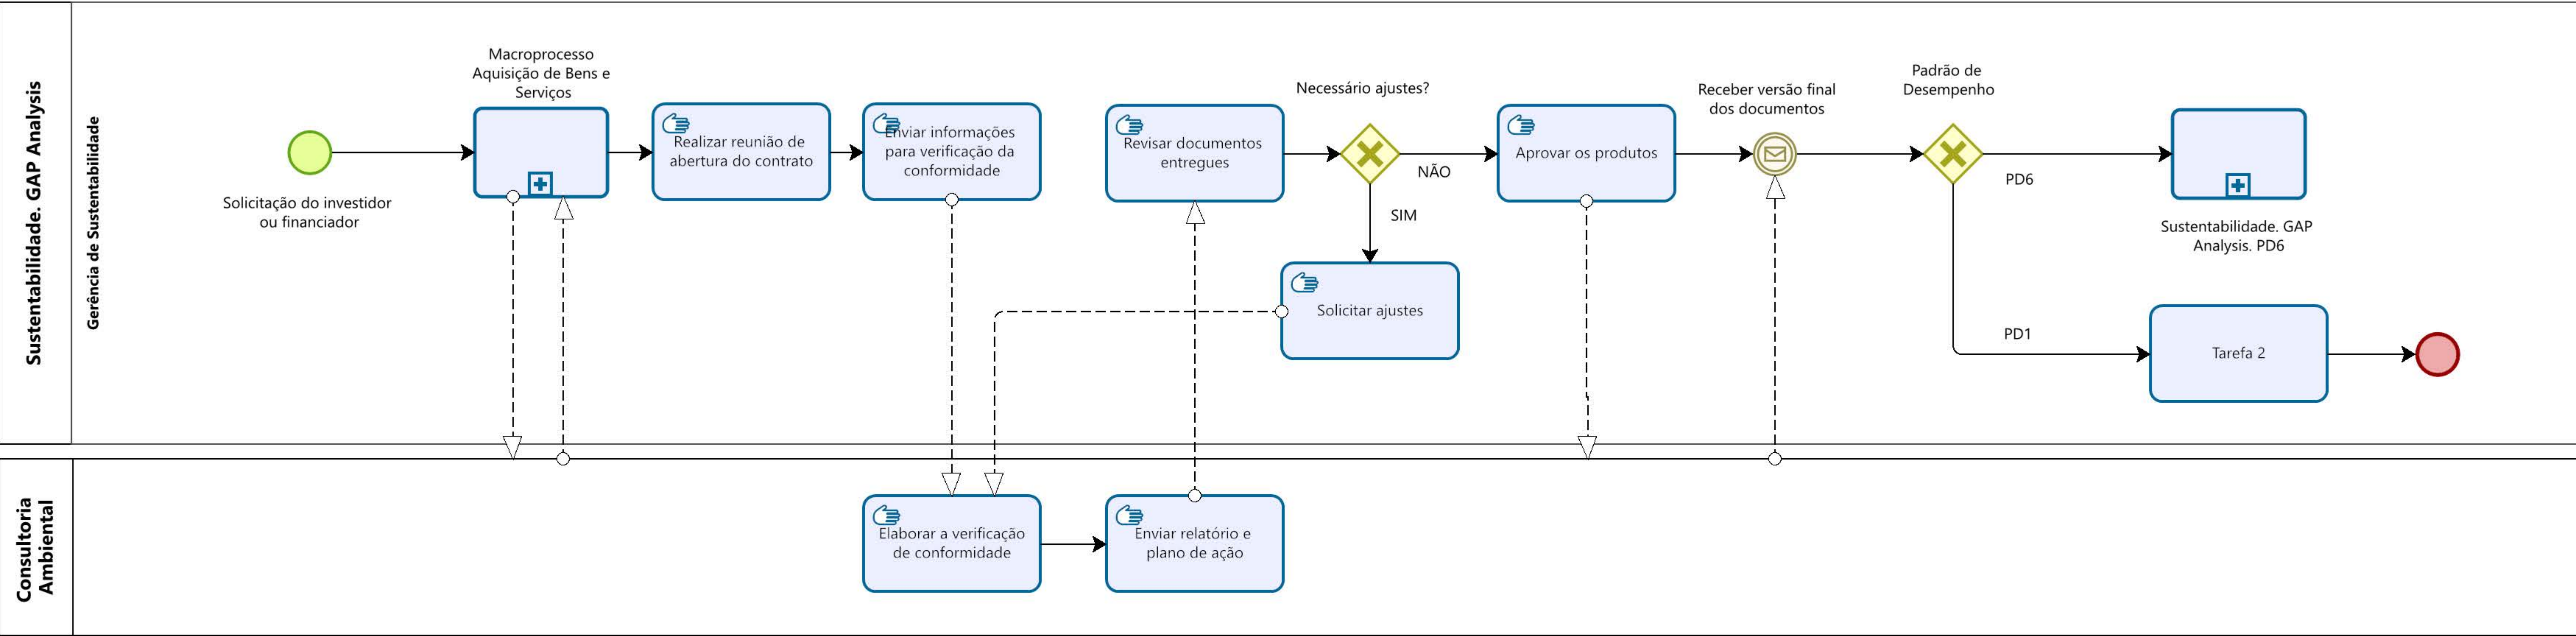 Sustentabilidade. GAP Analysis
Gerência de Sustentabilidade
Solicitação do investidor
ou financiador
Macroprocesso
Aquisição de Bens e
Serviços
Realizar reunião de
abertura do contrato
Enviar informações
para verificação da
conformidade
Revisar documentos
entregues
Necessário ajustes?
NÃO
SIM
Solicitar ajustes
Aprovar os produtos
Receber versão final
dos documentos
Padrão de
Desempenho
PD6
PD1
Sustentabilidade. GAP
Analysis. PD6
Tarefa 2
Consultoria
Ambiental
Elaborar a verificação
de conformidade
Enviar relatório e
plano de ação